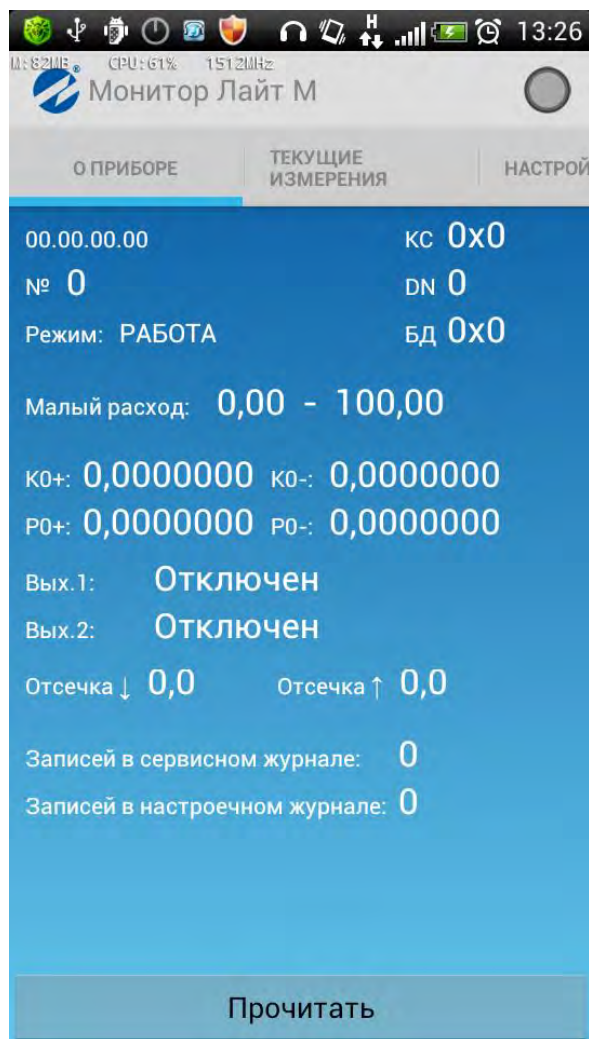 13:26
M:82MB CPU:61% 1512MHz
Монитор Лайт М
О ПРИБОРЕ
ТЕКУЩИЕ
ИЗМЕРЕНИЯ
НАСТРОЙ
00.00.00.00 КС 0x0
№ 0 DN 0
Режим: РАБОТА БД 0x0
Малый расход: 0,00 - 100,00
К0+: 0,0000000 К0-: 0,0000000
Р0+: 0,0000000 Р0-: 0,0000000
Вых.1: Отключен
Вых.2: Отключен
Отсечка ↓ 0,0 Отсечка ↑ 0,0
Записей в сервисном журнале: 0
Записей в настроечном журнале: 0
Прочитать